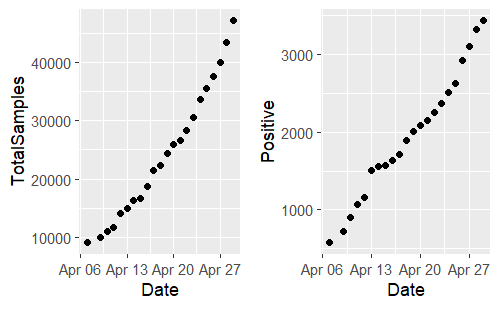 TotalSamples
40000
30000
20000
10000
Apr 06 Apr 13 Apr 20 Apr 27
Date
Positive
3000
2000
1000
Apr 06 Apr 13 Apr 20 Apr 27
Date